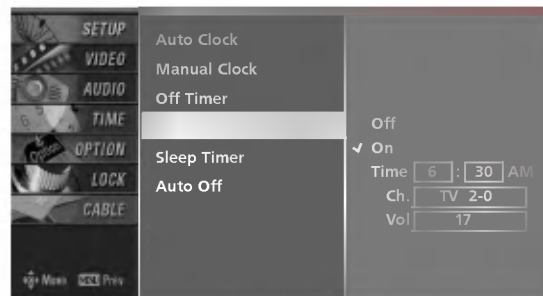 SETUP
VIDEO
AUDIO
TIME
OPTION
LOCK
CABLE
Menu
MENU Prev
Auto Clock
Manual Clock
Off Timer
Sleep Timer
Auto Off
Off
✓ On
Time 6 : 30 AM
Ch. TV 2-0
Vol 17